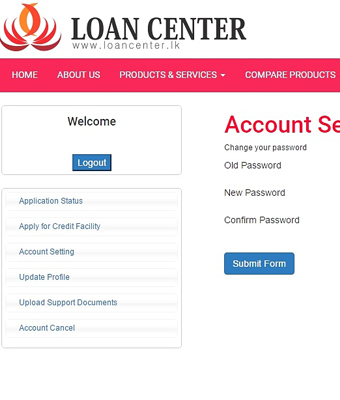 LOAN CENTER
www.loancenter.lk
HOME ABOUT US PRODUCTS & SERVICES COMPARE PRODUCTS
Welcome
Logout
Application Status
Apply for Credit Facility
Account Setting
Update Profile
Upload Support Documents
Account Cancel
Account Se
Change your password
Old Password
New Password
Confirm Password
Submit Form